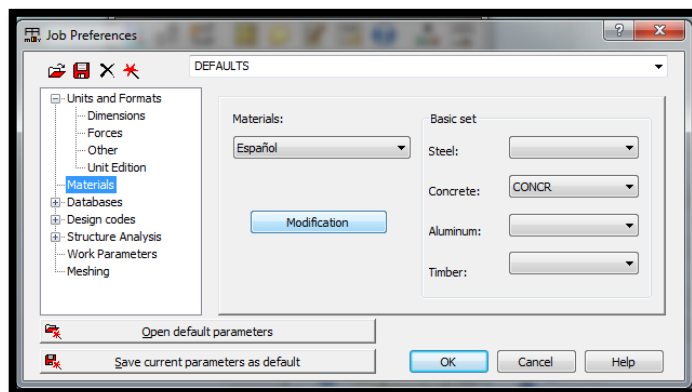 Job Preferences
DEFAULTS
Units and Formats
Dimensions
Forces
Other
Unit Edition
Materials
Databases
Design codes
Structure Analysis
Work Parameters
Meshing
Materials:
Español
Modification
Basic set
Steel:
Concrete:
CONCR
Aluminum:
Timber:
Open default parameters
Save current parameters as default
OK
Cancel
Help